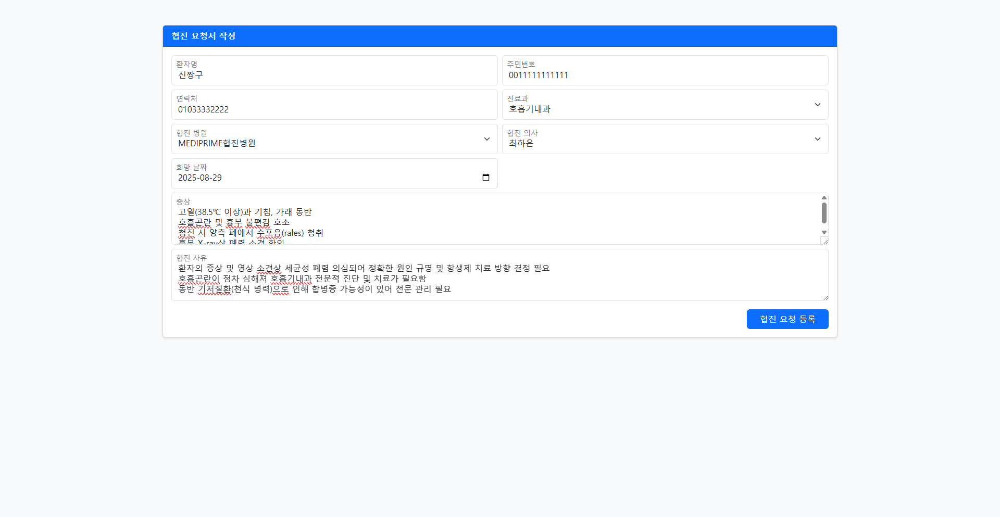 협진 요청서 작성
환자명
신짱구
주민번호
0011111111111
연락처
01033332222
진료과
호흡기내과
협진 병원
MEDIPRIME협진병원
협진 의사
최하은
희망 날짜
2025-08-29
증상
고열(38.5℃ 이상)과 기침, 가래 동반
호흡곤란 및 흉부 불편감 호소
청진 시 양측 폐에서 수포음(rales) 청취
흉부 X-ray상 폐렴 소견 확인
협진 사유
환자의 증상 및 영상 소견상 세균성 폐렴 의심되어 정확한 원인 규명 및 항생제 치료 방향 결정 필요
호흡곤란이 점차 심해져 호흡기내과 전문적 진단 및 치료가 필요함
동반 기저질환(천식 병력)으로 인해 합병증 가능성이 있어 전문 관리 필요
협진 요청 등록